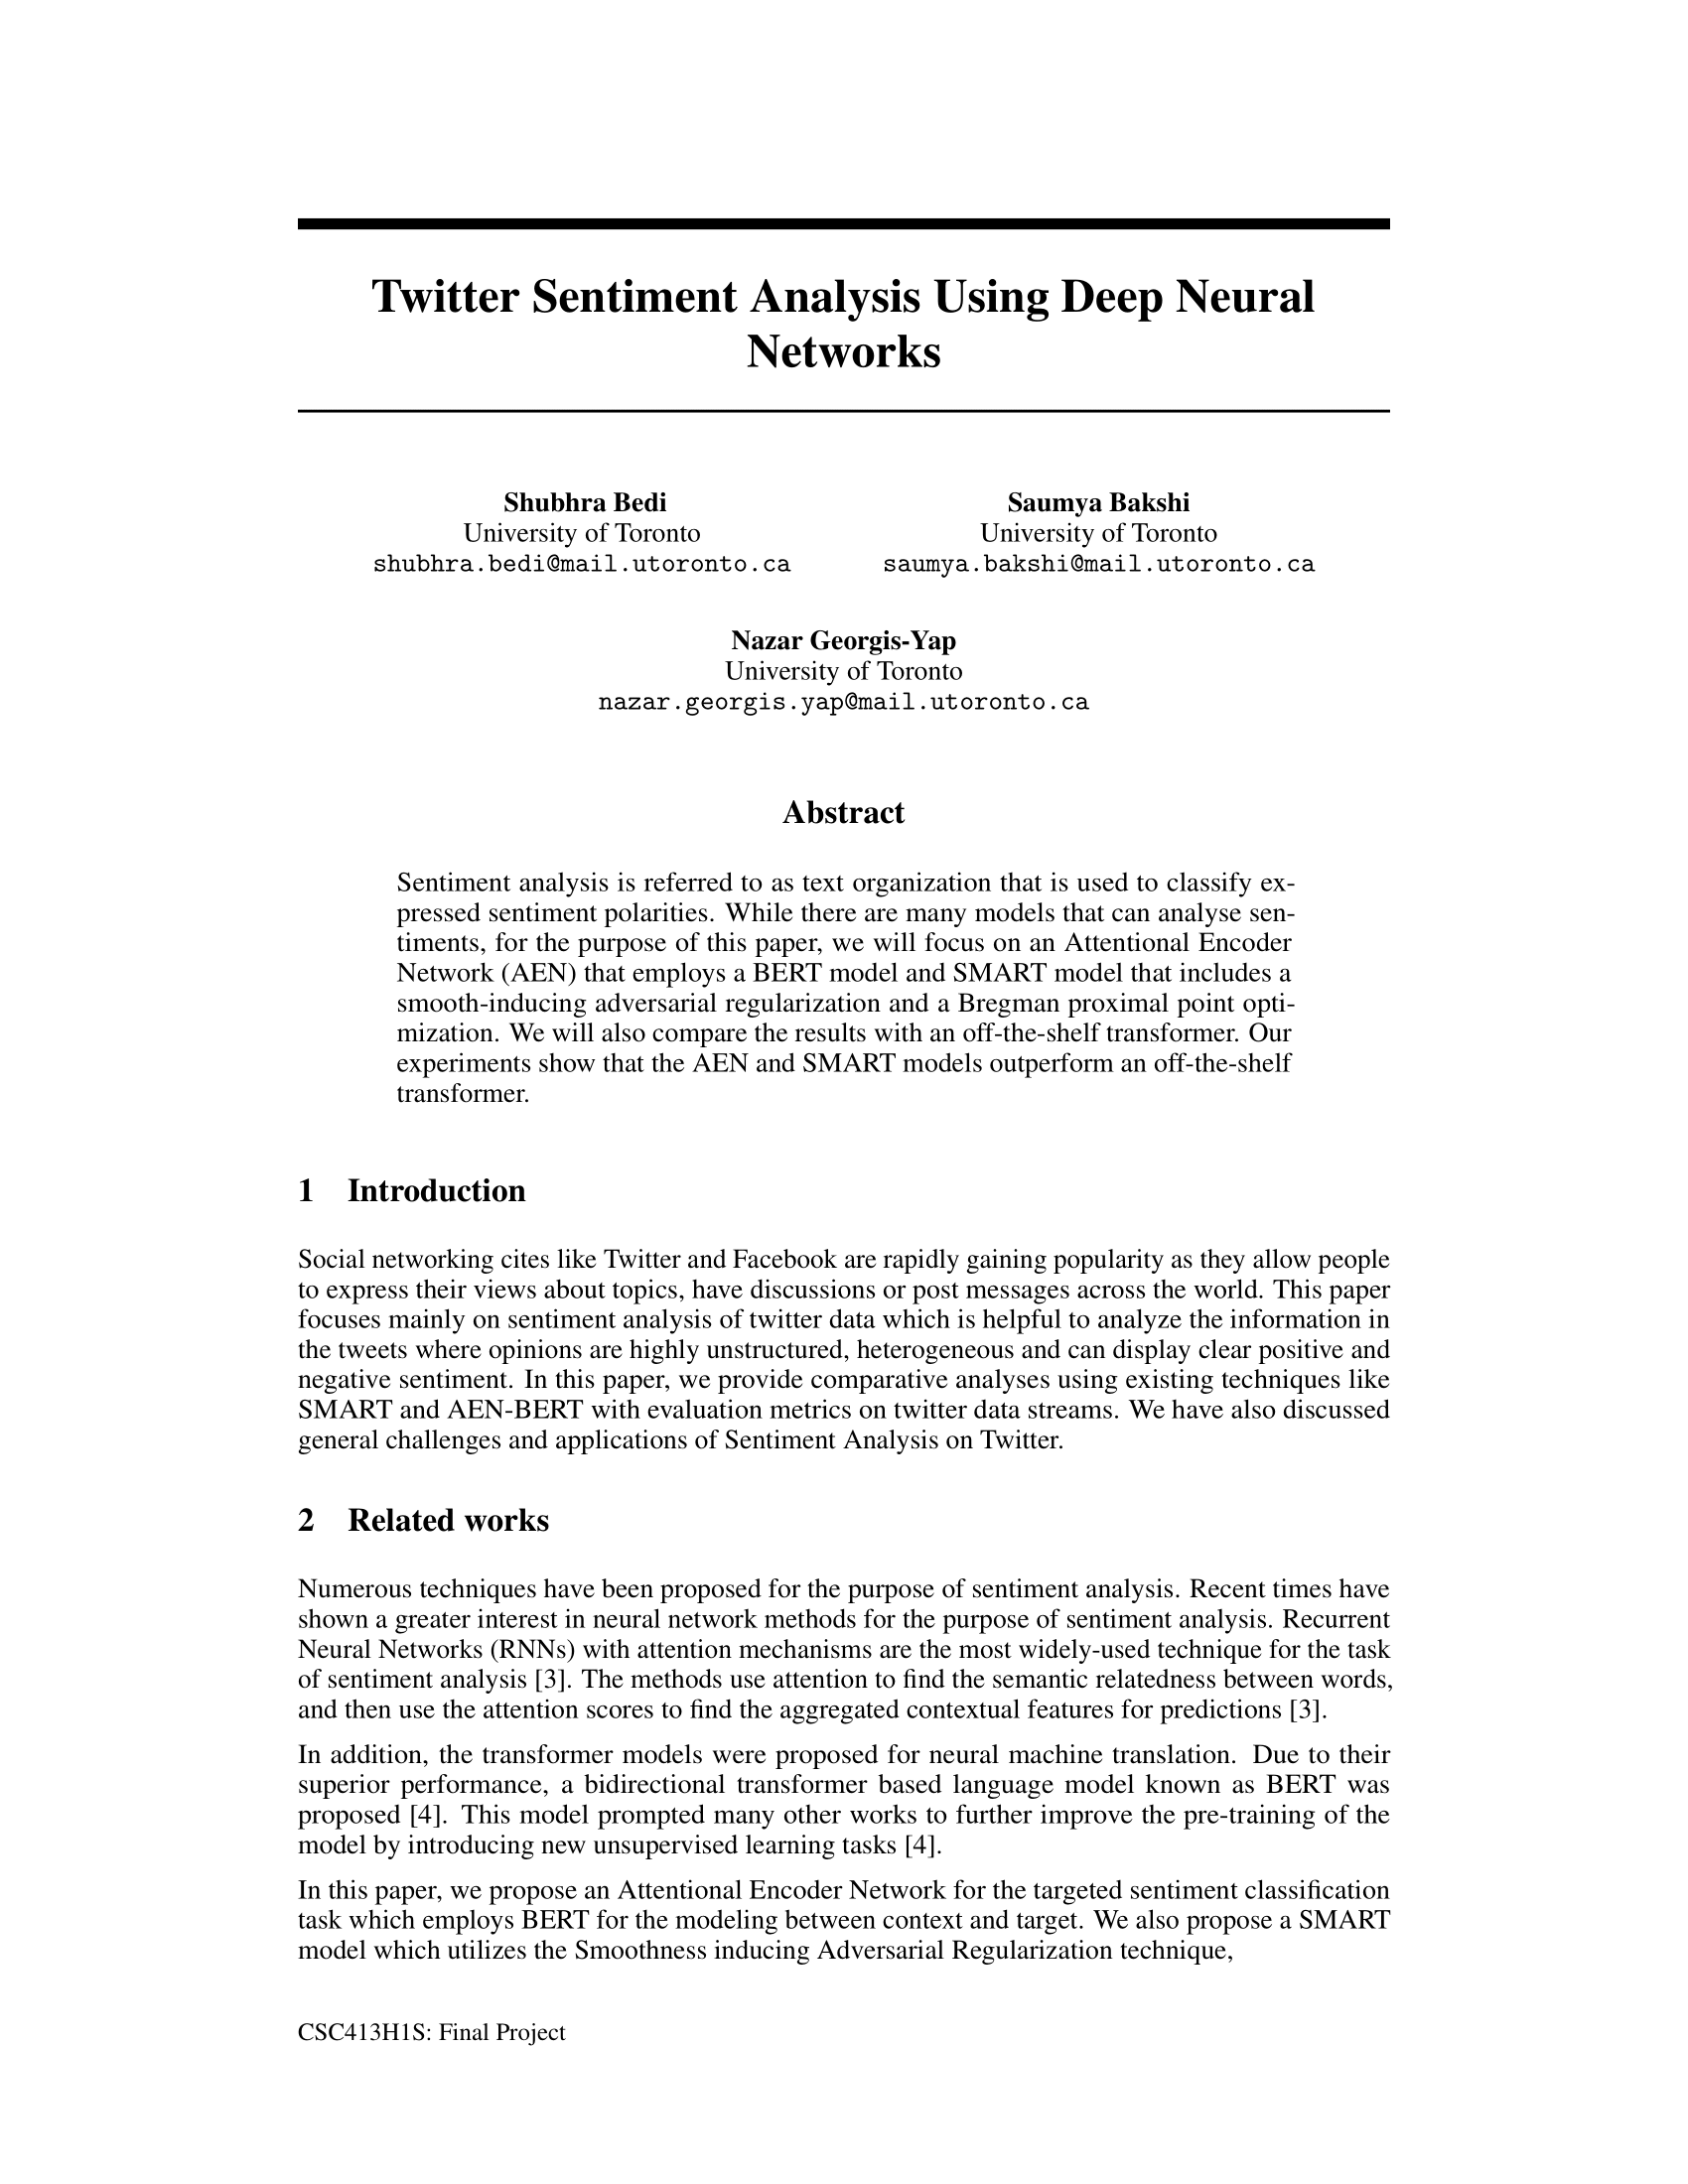 Twitter Sentiment Analysis Using Deep Neural
Networks
Shubhra Bedi
University of Toronto
shubhra.bedi@mail.utoronto.ca
Saumya Bakshi
University of Toronto
saumya.bakshi@mail.utoronto.ca
Nazar Georgis-Yap
University of Toronto
nazar.georgis.yap@mail.utoronto.ca
Abstract
Sentiment analysis is referred to as text organization that is used to classify ex-
pressed sentiment polarities. While there are many models that can analyse sen-
timents, for the purpose of this paper, we will focus on an Attentional Encoder
Network (AEN) that employs a BERT model and SMART model that includes a
smooth-inducing adversarial regularization and a Bregman proximal point opti-
mization. We will also compare the results with an off-the-shelf transformer. Our
experiments show that the AEN and SMART models outperform an off-the-shelf
transformer.
1 Introduction
Social networking cites like Twitter and Facebook are rapidly gaining popularity as they allow people
to express their views about topics, have discussions or post messages across the world. This paper
focuses mainly on sentiment analysis of twitter data which is helpful to analyze the information in
the tweets where opinions are highly unstructured, heterogeneous and can display clear positive and
negative sentiment. In this paper, we provide comparative analyses using existing techniques like
SMART and AEN-BERT with evaluation metrics on twitter data streams. We have also discussed
general challenges and applications of Sentiment Analysis on Twitter.
2 Related works
Numerous techniques have been proposed for the purpose of sentiment analysis. Recent times have
shown a greater interest in neural network methods for the purpose of sentiment analysis. Recurrent
Neural Networks (RNNs) with attention mechanisms are the most widely-used technique for the task
of sentiment analysis [3]. The methods use attention to find the semantic relatedness between words,
and then use the attention scores to find the aggregated contextual features for predictions [3].
In addition, the transformer models were proposed for neural machine translation. Due to their
superior performance, a bidirectional transformer based language model known as BERT was
proposed [4]. This model prompted many other works to further improve the pre-training of the
model by introducing new unsupervised learning tasks [4].
In this paper, we propose an Attentional Encoder Network for the targeted sentiment classification
task which employs BERT for the modeling between context and target. We also propose a SMART
model which utilizes the Smoothness inducing Adversarial Regularization technique,
CSC413H1S: Final Project